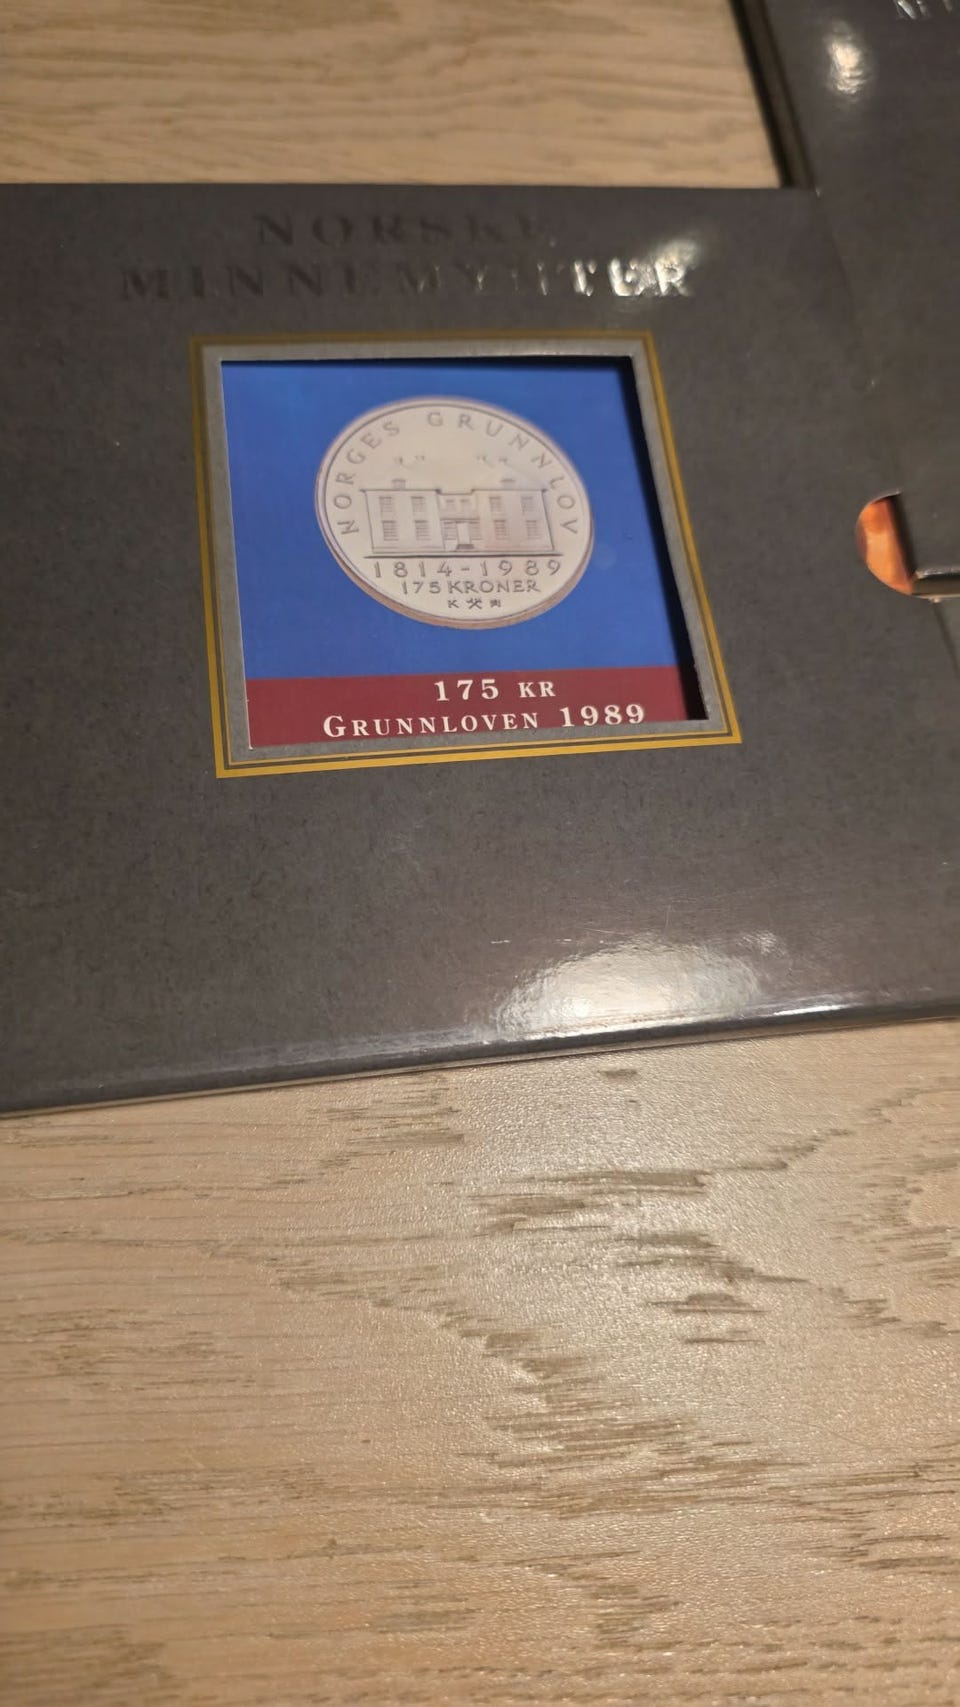 NORSKE
MINNEMYNTER
NORGES GRUNNLOV
1814-1989
175 KRONER
K
175 KR
GRUNNLOVEN 1989